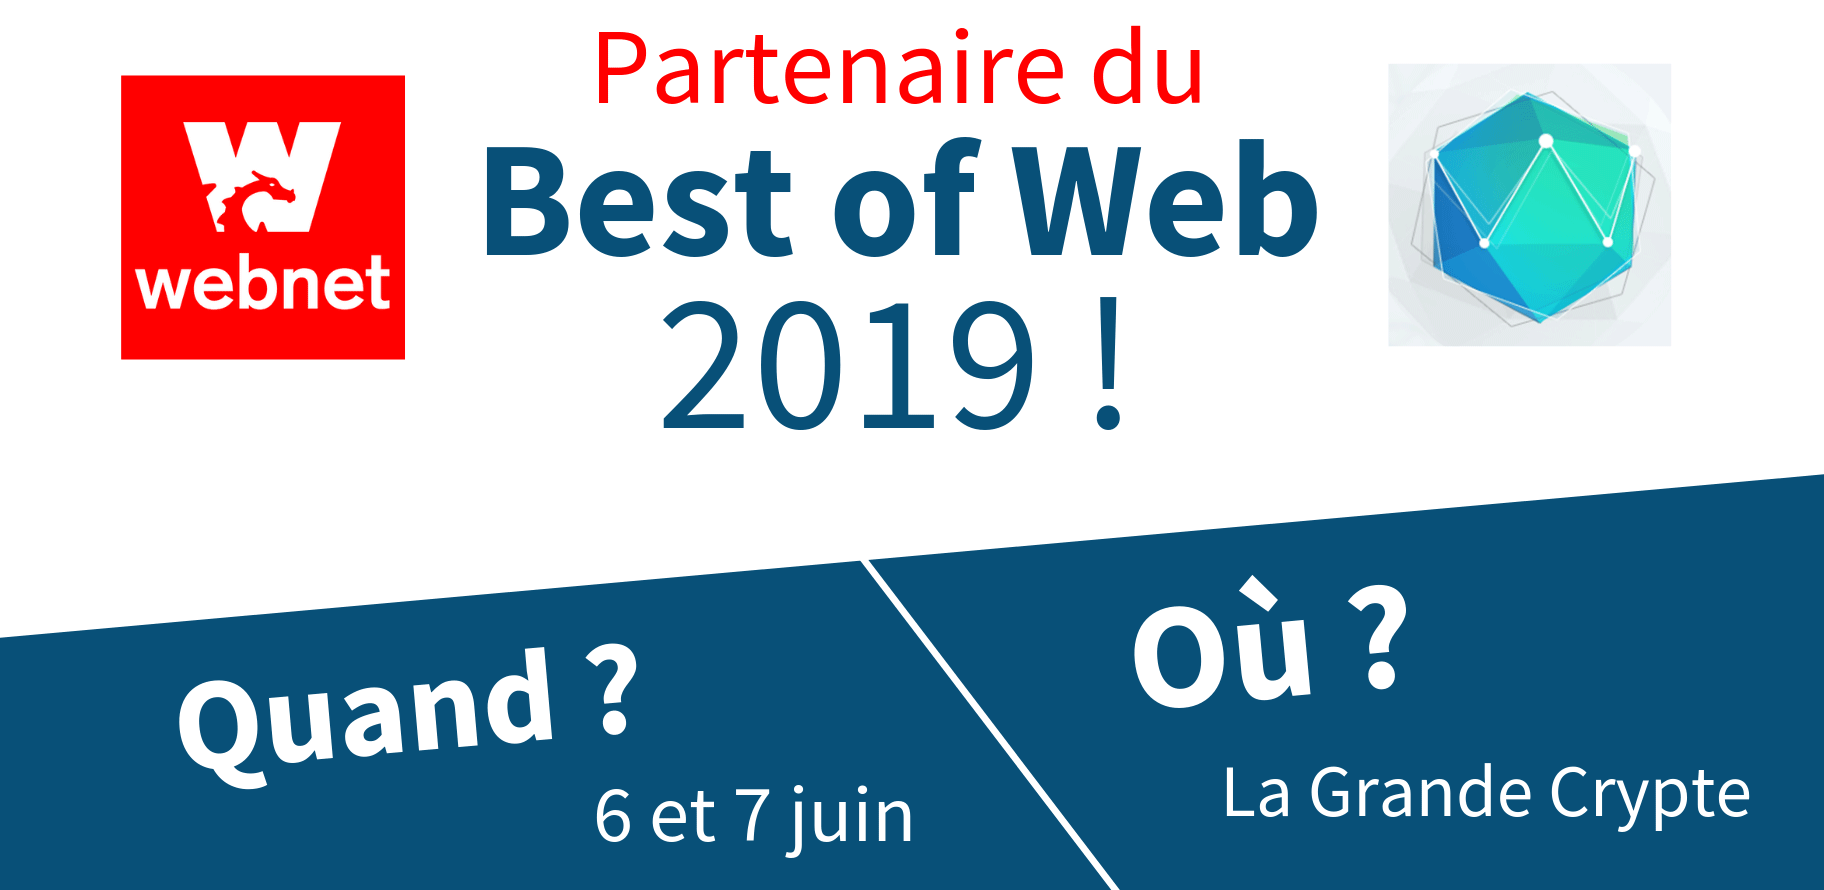 Partenaire du
Best of Web
2019 !
webnet
Quand ?
6 et 7 juin
Où ?
La Grande Crypte